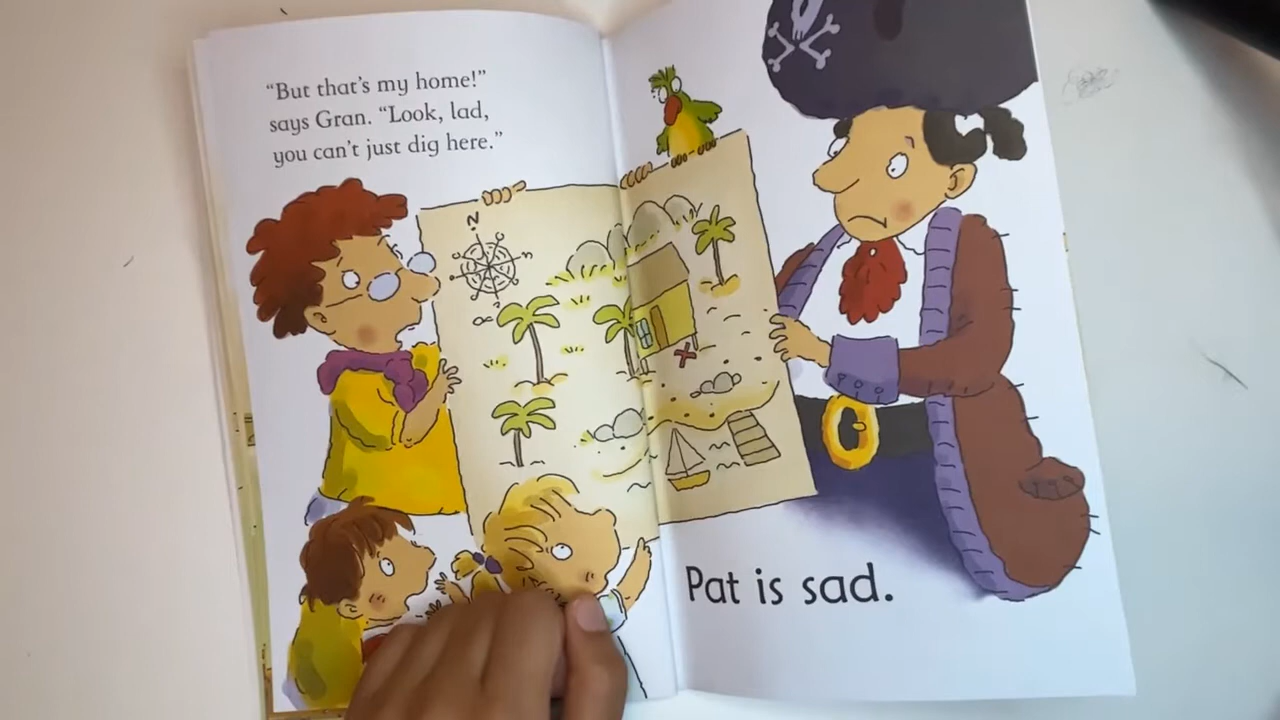 “But that’s my home!”
says Gran. “Look, lad,
you can’t just dig here.”
N
Pat is sad.